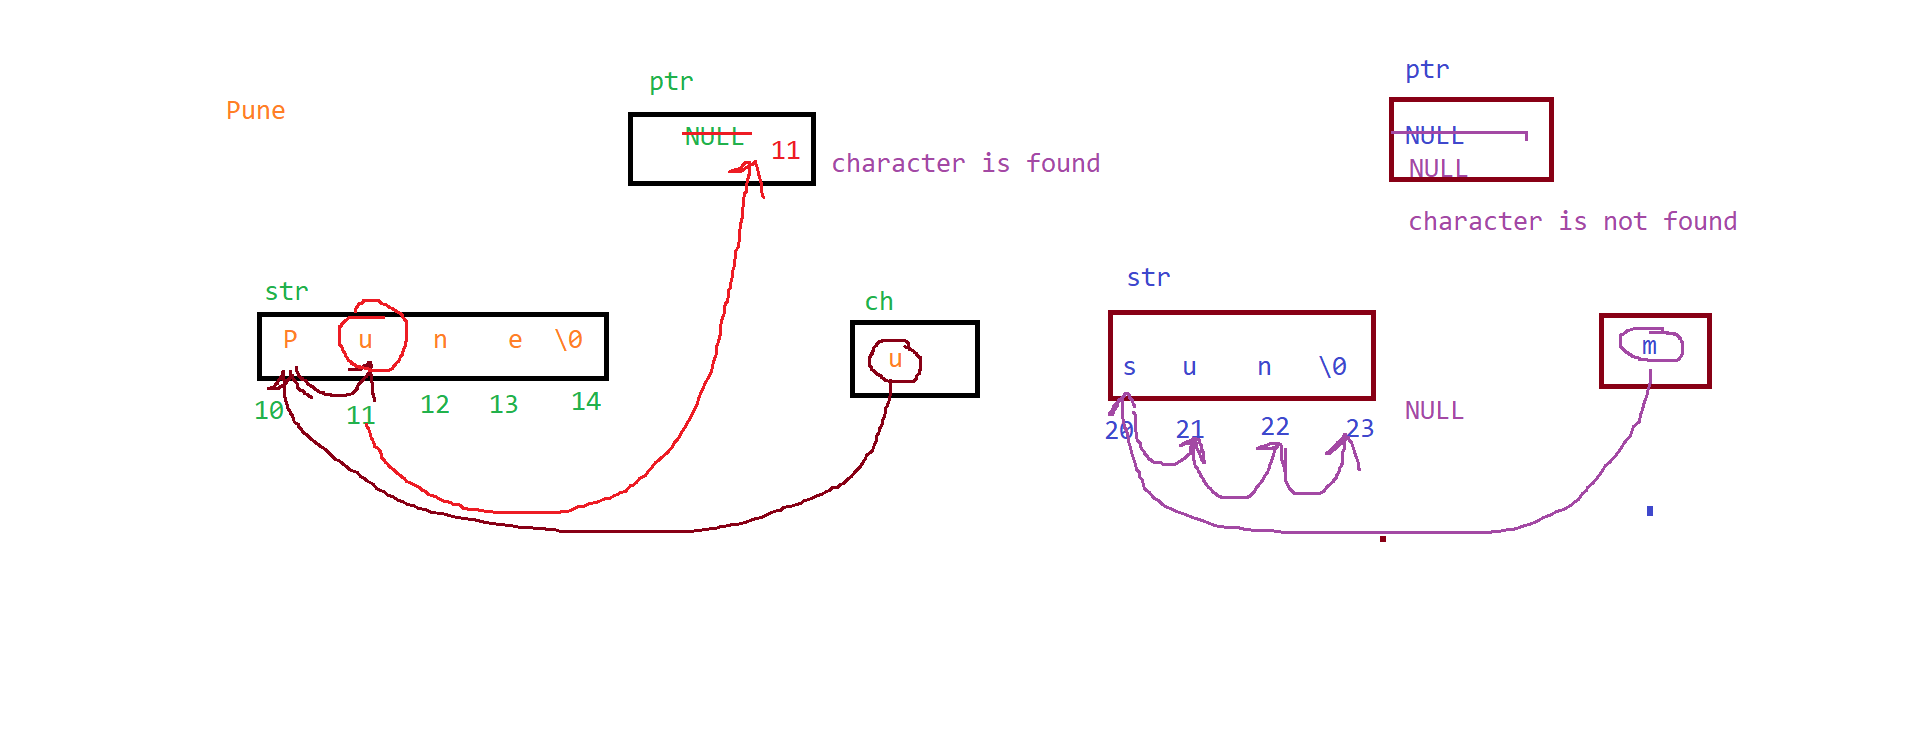 ptr
ptr
Pune
NULL
11
NULL
NULL
character is found
character is not found
str
ch
str
P u n e \0
u
s u n \0
m
10 11 12 13 14
20 21 22 23
NULL